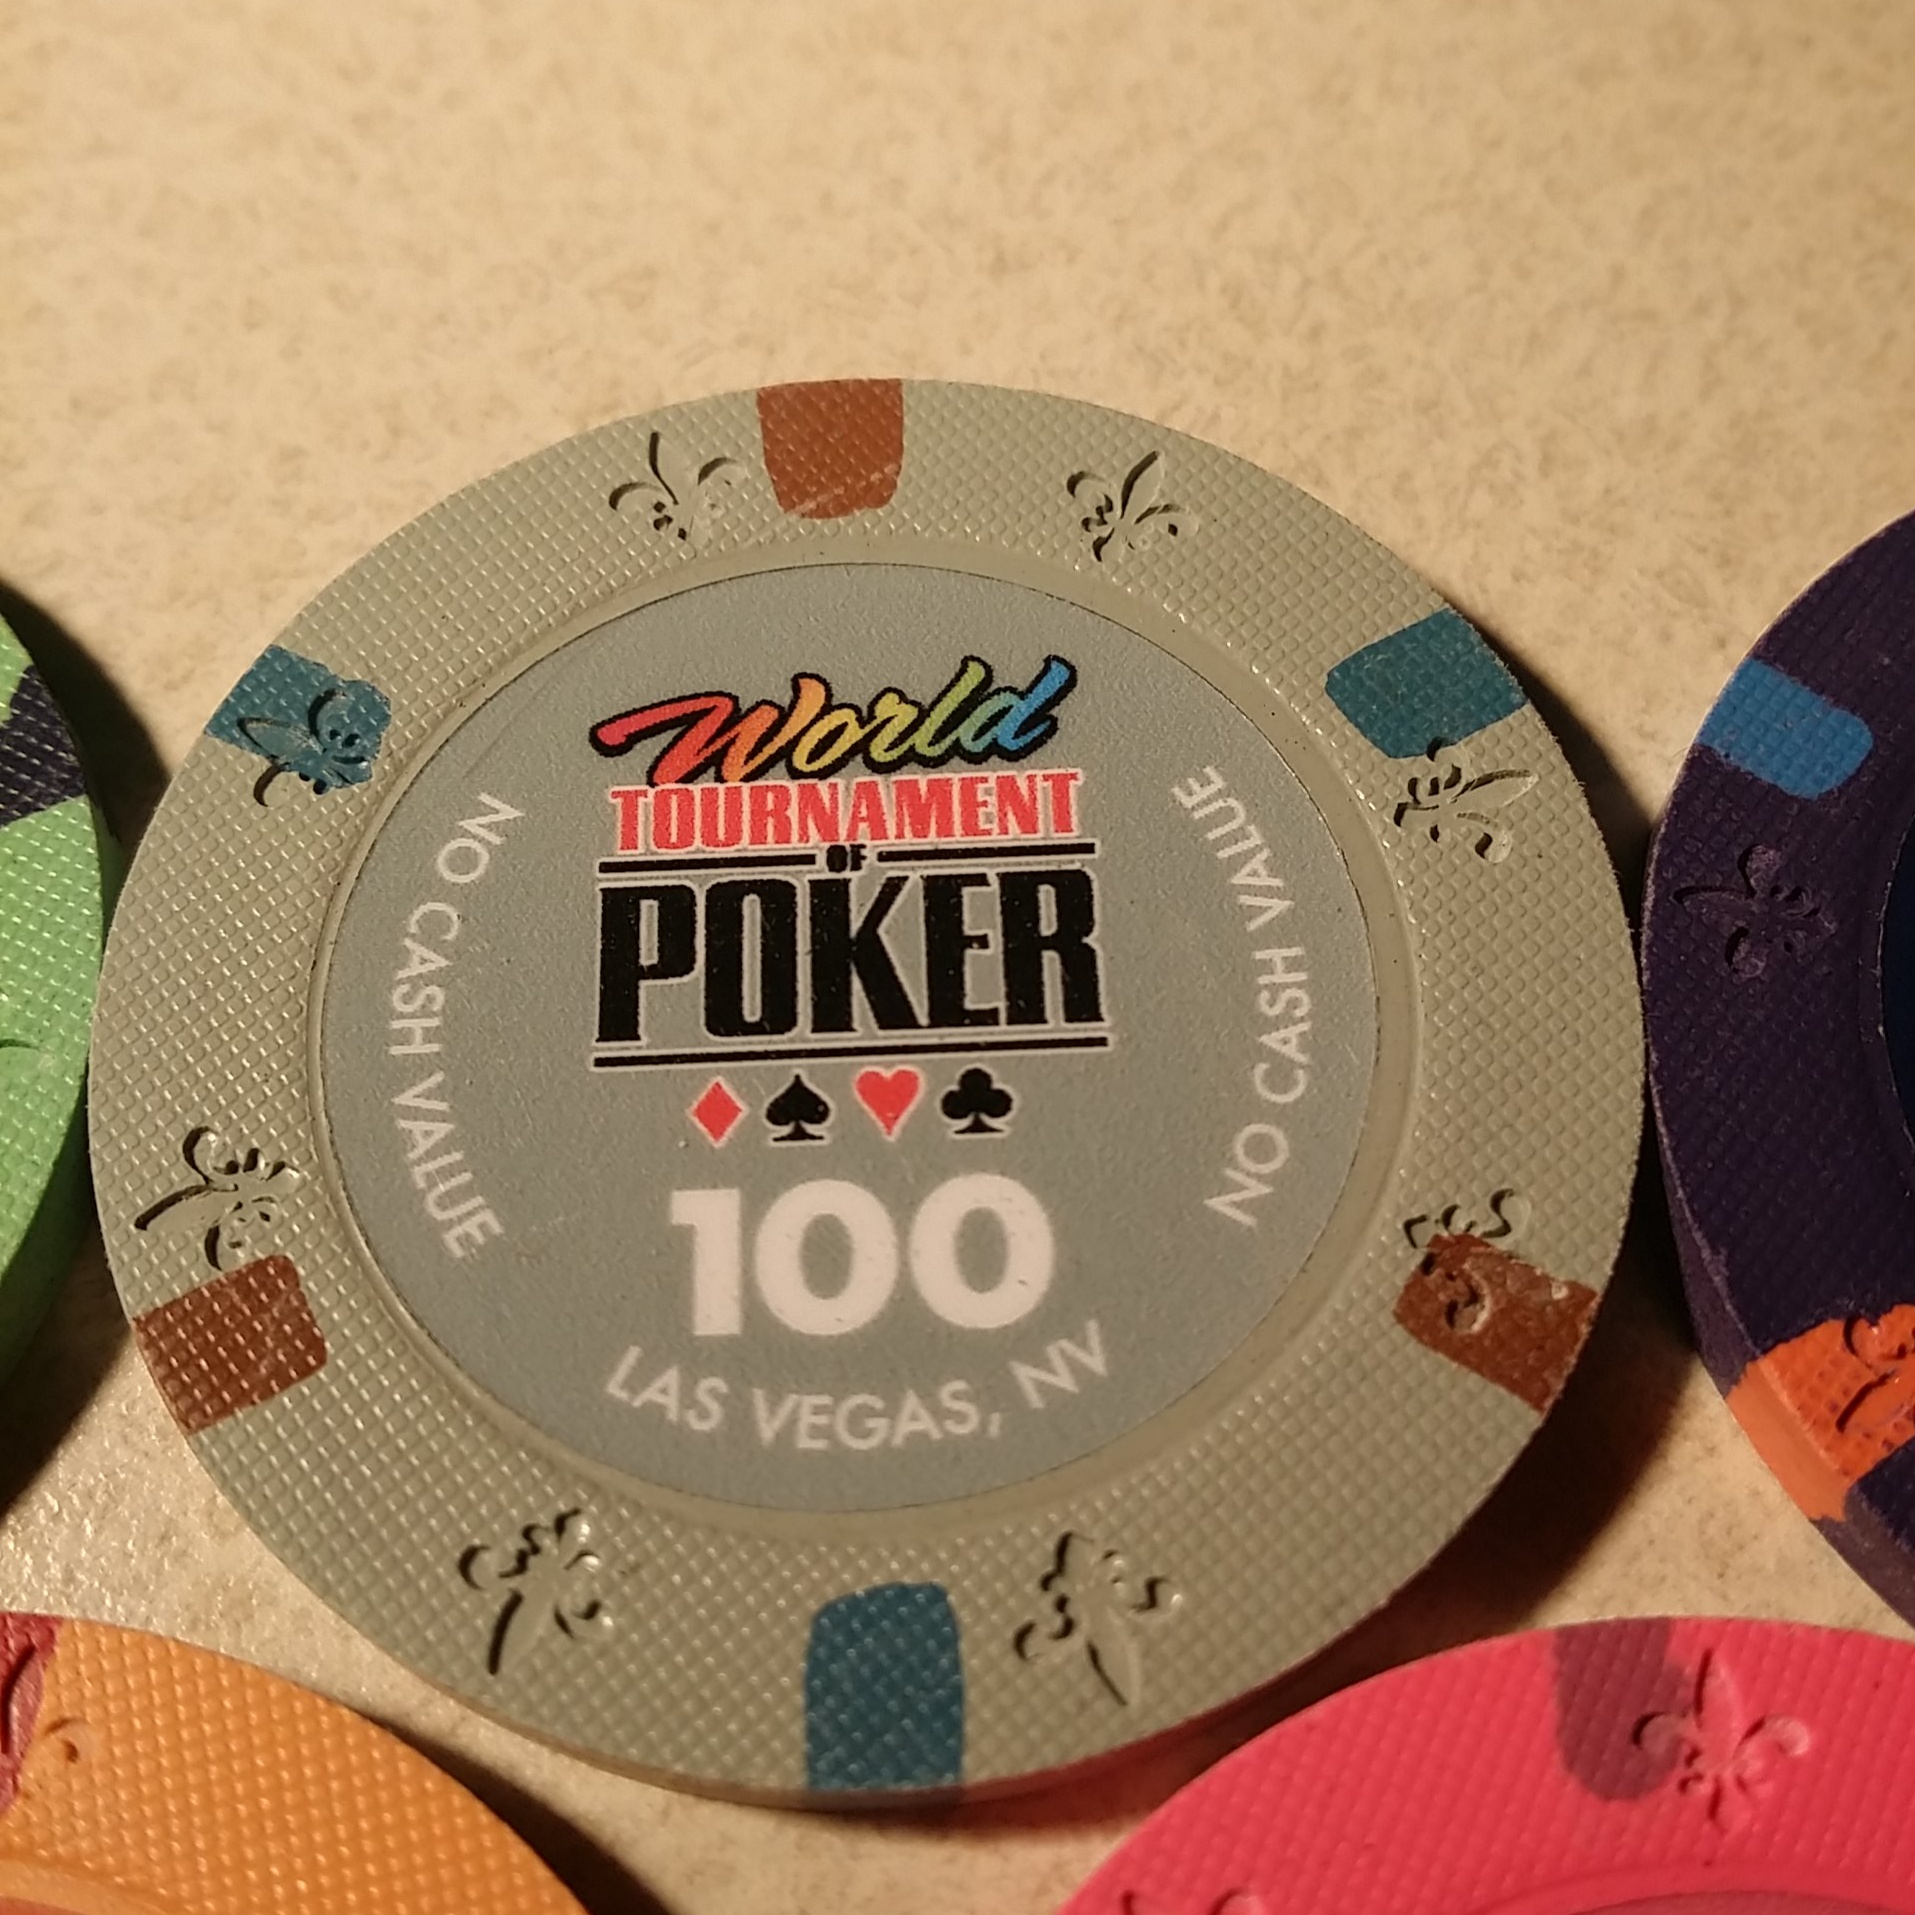 World
TOURNAMENT
OF
POKER
100
LAS VEGAS, NV
NO CASH VALUE
NO CASH VALUE